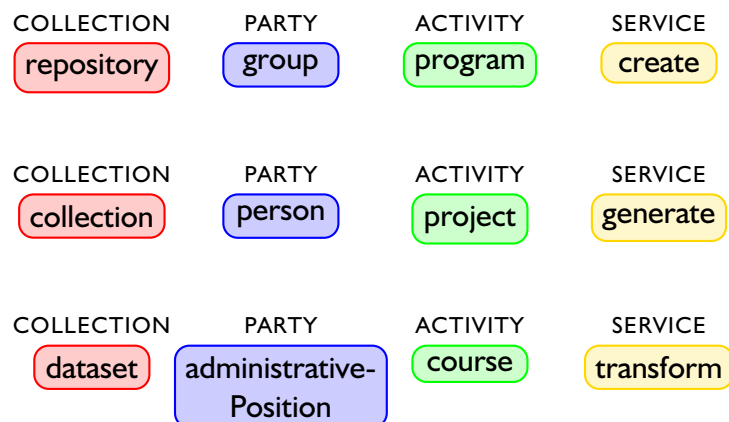 COLLECTION PARTY ACTIVITY SERVICE
repository group program create
COLLECTION PARTY ACTIVITY SERVICE
collection person project generate
COLLECTION PARTY ACTIVITY SERVICE
dataset administrative- course transform
Position